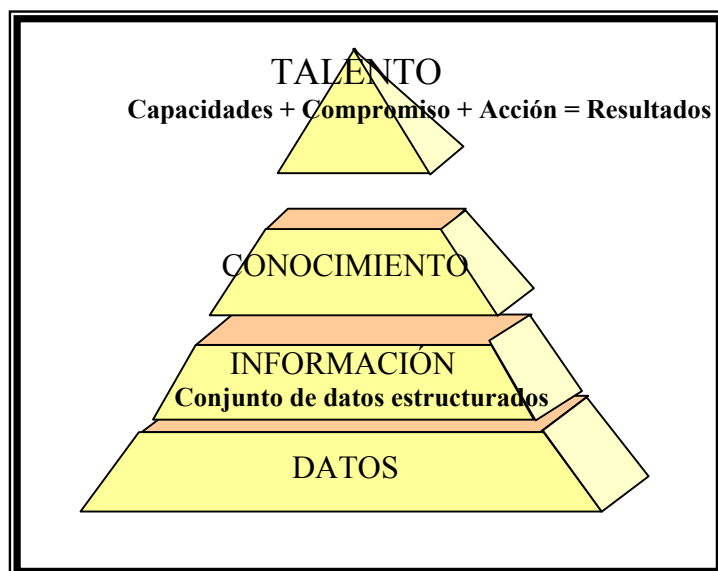 TALENTO
Capacidades + Compromiso + Acción = Resultados
CONOCIMIENTO
INFORMACIÓN
Conjunto de datos estructurados
DATOS